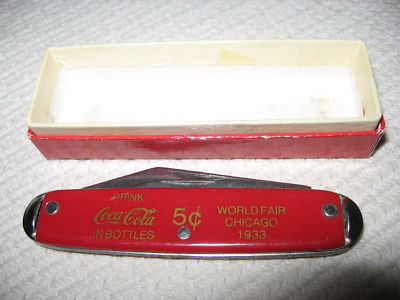 DRINK
Coca-Cola
IN BOTTLES
5¢
WORLD FAIR
CHICAGO
1933